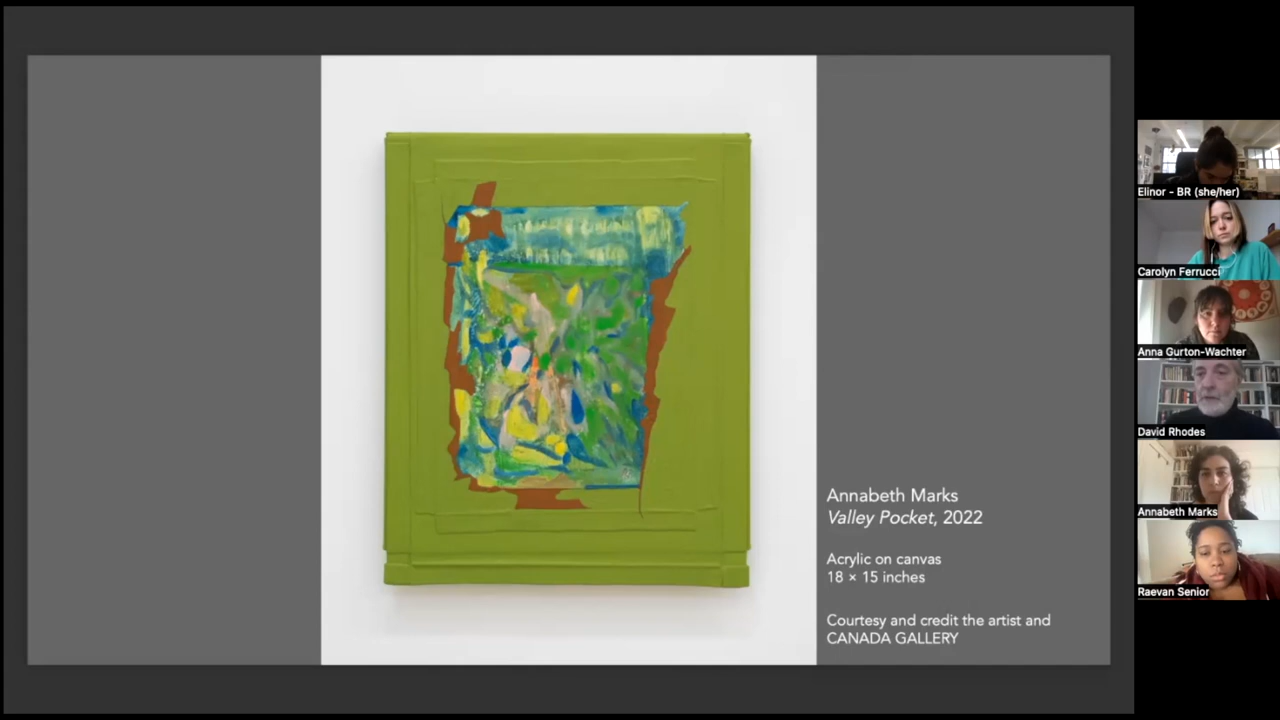 Annabeth Marks
Valley Pocket, 2022
Acrylic on canvas
18 × 15 inches
Courtesy and credit the artist and
CANADA GALLERY
Elinor - BR (she/her)
Carolyn Ferrucci
Anna Gurton-Wachter
David Rhodes
Annabeth Marks
Raevan Senior